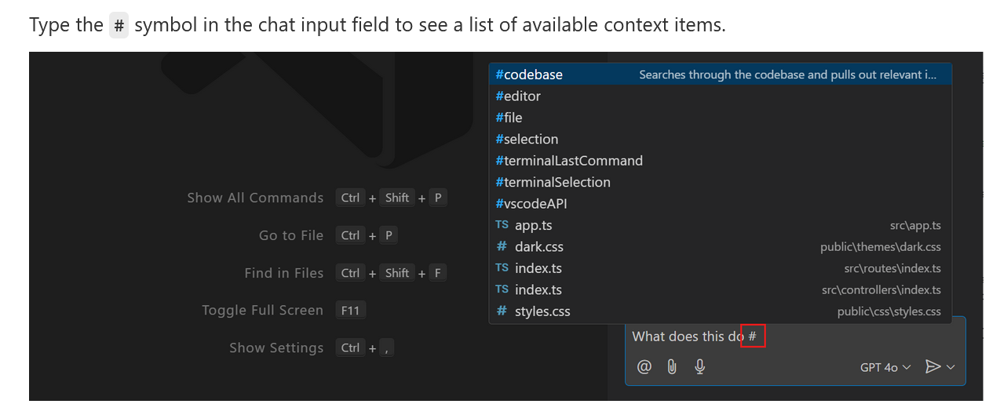 Type the # symbol in the chat input field to see a list of available context items.
#codebase Searches through the codebase and pulls out relevant i...
#editor
#file
#selection
#terminalLastCommand
#terminalSelection
#vscodeAPI
TS app.ts src\app.ts
# dark.css public\themes\dark.css
TS index.ts src\routes\index.ts
TS index.ts src\controllers\index.ts
# styles.css public\css\styles.css
Show All Commands Ctrl + Shift + P
Go to File Ctrl + P
Find in Files Ctrl + Shift + F
Toggle Full Screen F11
Show Settings Ctrl + ,
What does this do #
@ GPT 4o